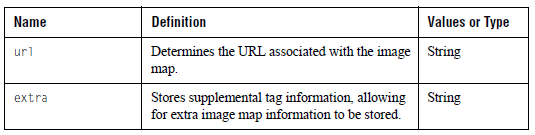 Name Definition Values or Type
url Determines the URL associated with the image String
map.
extra Stores supplemental tag information, allowing String
for extra image map information to be stored.